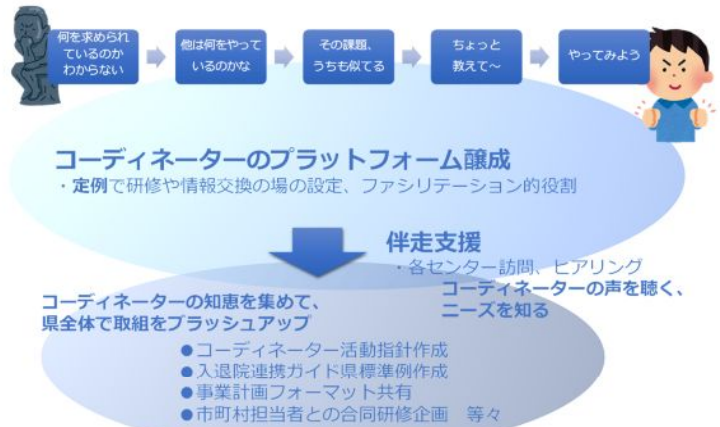 何を求められ
ているのか
わからない
他は何をやって
いるのかな
その課題、
うちも似てる
ちょっと
教えて～
やってみよう
コーディネーターのプラットフォーム醸成
・定例で研修や情報交換の場の設定、ファシリテーション的役割
伴走支援
・各センター訪問、ヒアリング
コーディネーターの声を聴く、
ニーズを知る
コーディネーターの知恵を集めて、
県全体で取組をブラッシュアップ
●コーディネーター活動指針作成
●入退院連携ガイド県標準例作成
●事業計画フォーマット共有
●市町村担当者との合同研修企画　等々